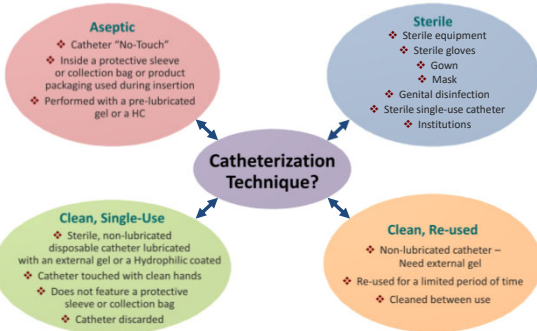 Aseptic
❖ Catheter "No-Touch"
❖ Inside a protective sleeve
or collection bag or product
packaging used during insertion
❖ Performed with a pre-lubricated
gel or a HC
Sterile
❖ Sterile equipment
❖ Sterile gloves
❖ Gown
❖ Mask
❖ Genital disinfection
❖ Sterile single-use catheter
❖ Institutions
Catheterization
Technique?
Clean, Single-Use
❖ Sterile, non-lubricated
disposable catheter lubricated
with an external gel or a Hydrophilic coated
❖ Catheter touched with clean hands
❖ Does not feature a protective
sleeve or collection bag
❖ Catheter discarded
Clean, Re-used
❖ Non-lubricated catheter –
Need external gel
❖ Re-used for a limited period of time
❖ Cleaned between use